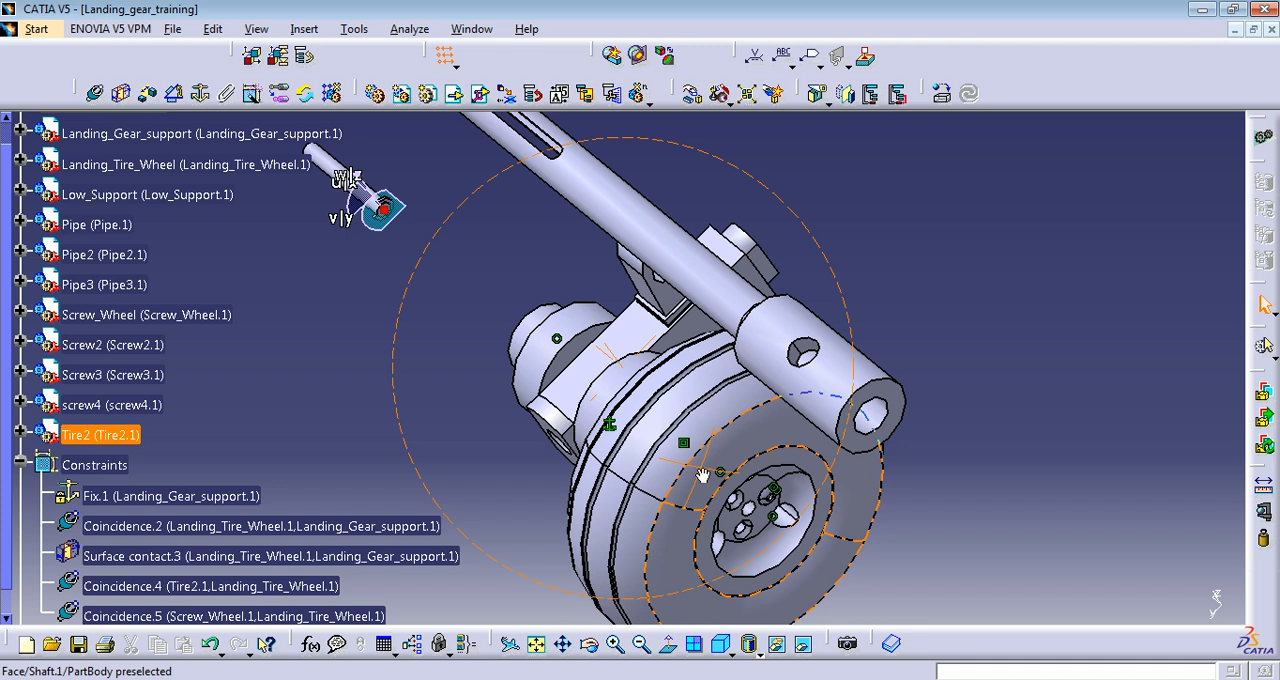 CATIA V5 - [Landing_gear_training]
Start ENOVIA V5 VPM File Edit View Insert Tools Analyze Window Help
ABC
Landing_Gear_support (Landing_Gear_support.1)
Landing_Tire_Wheel (Landing_Tire_Wheel.1)
Low_Support (Low_Support.1)
v|y
Pipe (Pipe.1)
Pipe2 (Pipe2.1)
Pipe3 (Pipe3.1)
Screw_Wheel (Screw_Wheel.1)
Screw2 (Screw2.1)
Screw3 (Screw3.1)
screw4 (screw4.1)
Tire2 (Tire2.1)
Constraints
Fix.1 (Landing_Gear_support.1)
Coincidence.2 (Landing_Tire_Wheel.1,Landing_Gear_support.1)
Surface contact.3 (Landing_Tire_Wheel.1,Landing_Gear_support.1)
Coincidence.4 (Tire2.1,Landing_Tire_Wheel.1)
Coincidence.5 (Screw_Wheel.1,Landing_Tire_Wheel.1)
f(x)
CATIA
Face/Shaft.1/PartBody preselected